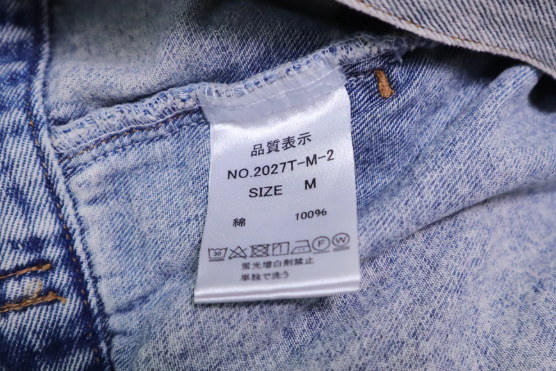 品質表示
NO.2027T-M-2
SIZE M
綿 100%
30 F W
蛍光増白剤禁止
単独で洗う